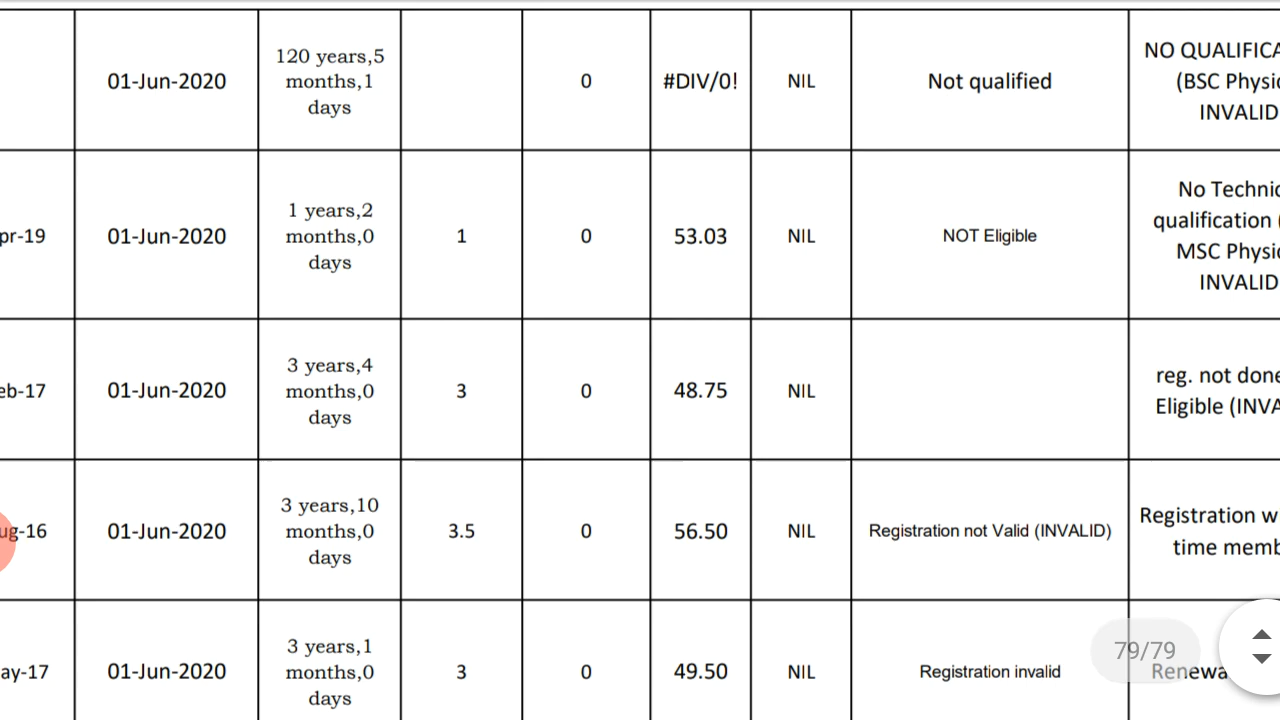 01-Jun-2020
120 years,5
months,1
days
0
#DIV/0!
NIL
Not qualified
NO QUALIFICA
(BSC Physic
INVALID
pr-19
01-Jun-2020
1 years,2
months,0
days
1
0
53.03
NIL
NOT Eligible
No Technic
qualification (
MSC Physic
INVALID
eb-17
01-Jun-2020
3 years,4
months,0
days
3
0
48.75
NIL
reg. not done
Eligible (INVA
ug-16
01-Jun-2020
3 years,10
months,0
days
3.5
0
56.50
NIL
Registration not Valid (INVALID)
Registration w
time memb
ay-17
01-Jun-2020
3 years,1
months,0
days
3
0
49.50
NIL
Registration invalid
79/79
Renewa